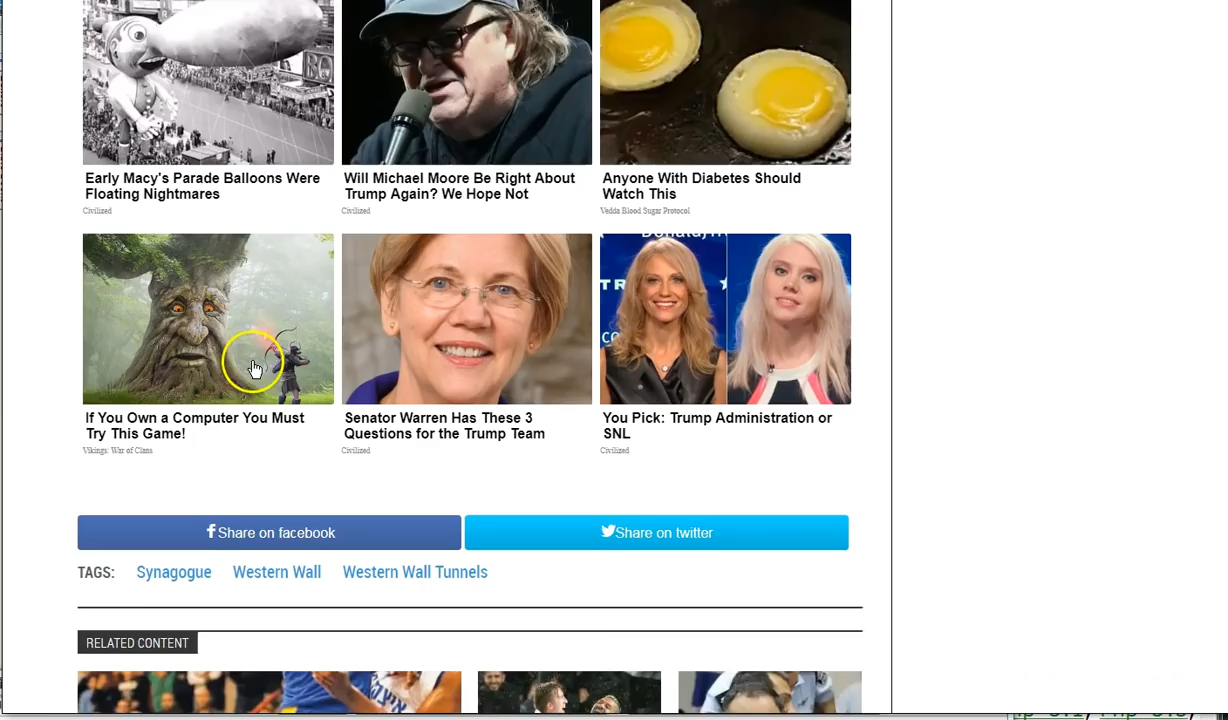 Early Macy's Parade Balloons Were
Floating Nightmares
Civilized
Will Michael Moore Be Right About
Trump Again? We Hope Not
Civilized
Anyone With Diabetes Should
Watch This
Vedda Blood Sugar Protocol
If You Own a Computer You Must
Try This Game!
Vikings: War of Clans
Senator Warren Has These 3
Questions for the Trump Team
Civilized
You Pick: Trump Administration or
SNL
Civilized
Share on facebook
Share on twitter
TAGS: Synagogue Western Wall Western Wall Tunnels
RELATED CONTENT